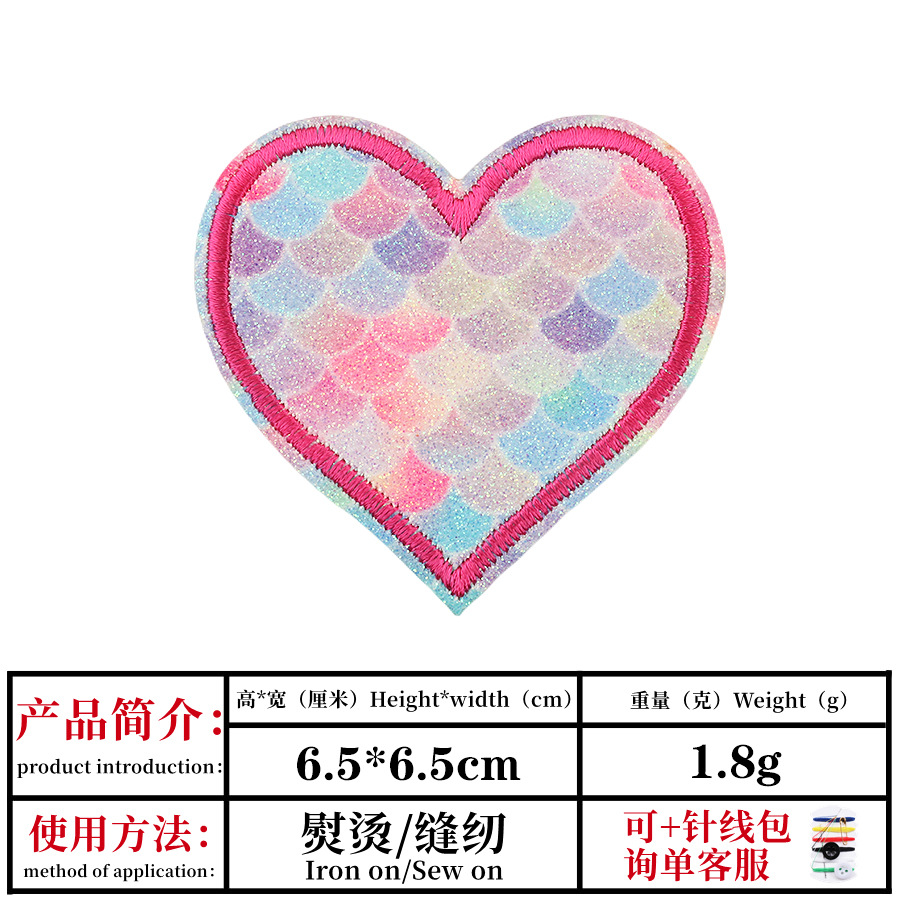 产品简介：
product introduction：
高*宽（厘米）Height*width（cm）
重量（克）Weight（g）
6.5*6.5cm
1.8g
使用方法：
method of application：
熨烫/缝纫
Iron on/Sew on
可+针线包
询单客服